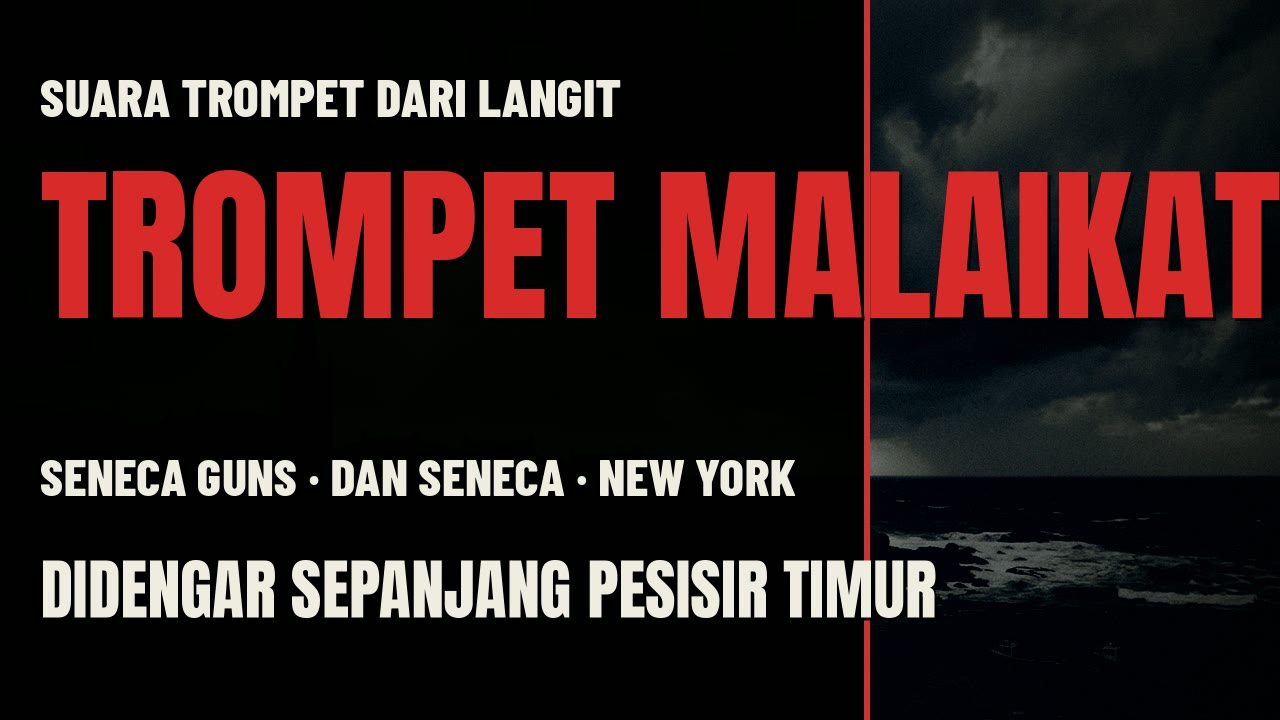 SUARA TROMPET DARI LANGIT
TROMPET MALAIKAT
SENECA GUNS · DAN SENECA · NEW YORK
DIDENGAR SEPANJANG PESISIR TIMUR